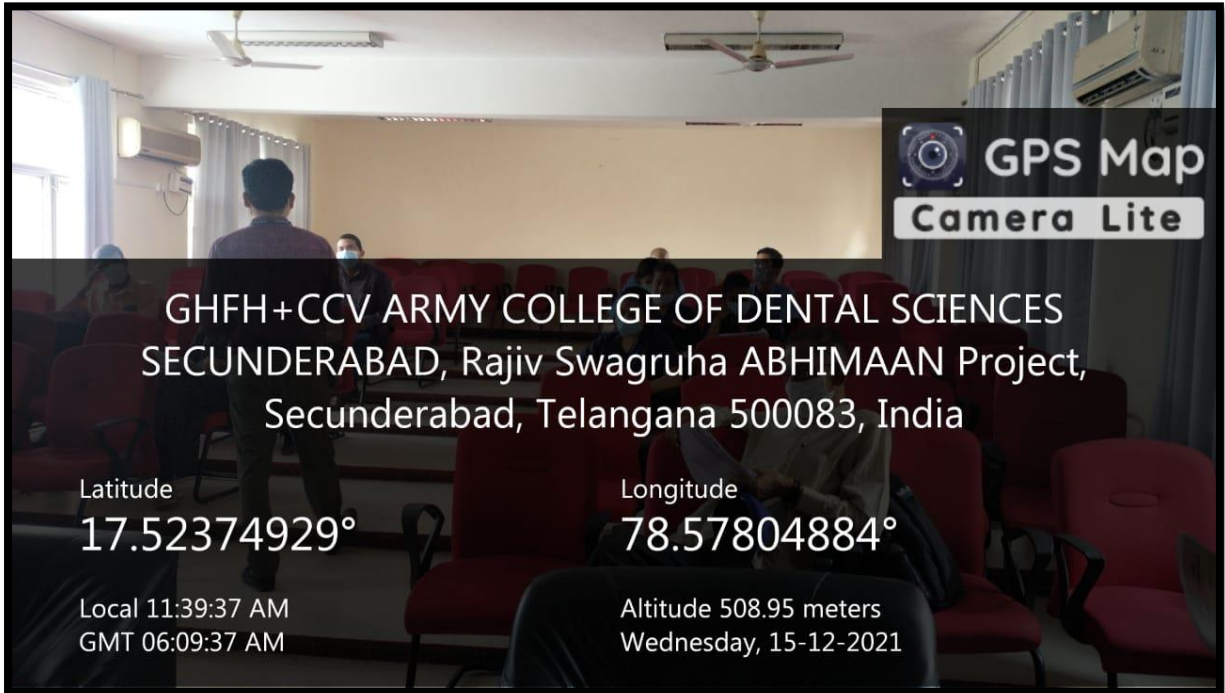 GPS Map
Camera Lite
GHFH+CCV ARMY COLLEGE OF DENTAL SCIENCES
SECUNDERABAD, Rajiv Swagruha ABHIMAAN Project,
Secunderabad, Telangana 500083, India
Latitude
17.52374929°
Longitude
78.57804884°
Local 11:39:37 AM
GMT 06:09:37 AM
Altitude 508.95 meters
Wednesday, 15-12-2021